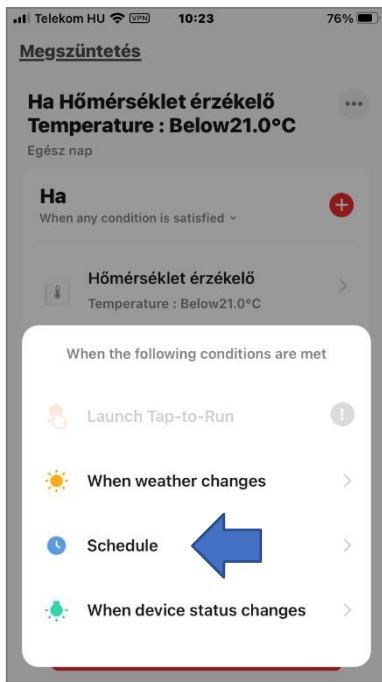 Telekom HU VPN 10:23 76%
Megszüntetés
Ha Hőmérséklet érzékelő
Temperature : Below21.0°C
Egész nap
Ha
When any condition is satisfied
Hőmérséklet érzékelő
Temperature : Below21.0°C
When the following conditions are met
Launch Tap-to-Run
When weather changes
Schedule
When device status changes